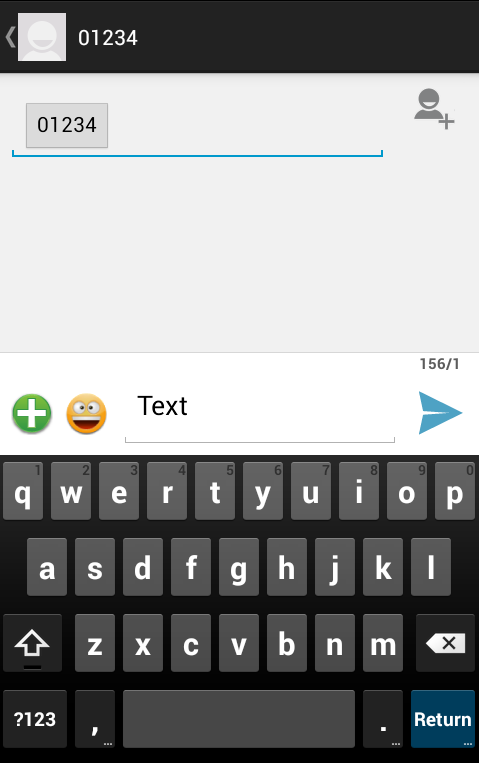 01234
01234
156/1
Text
1 2 3 4 5 6 7 8 9 0
q w e r t y u i o p
a s d f g h j k l
z x c v b n m
?123 , ... . ... Return ...